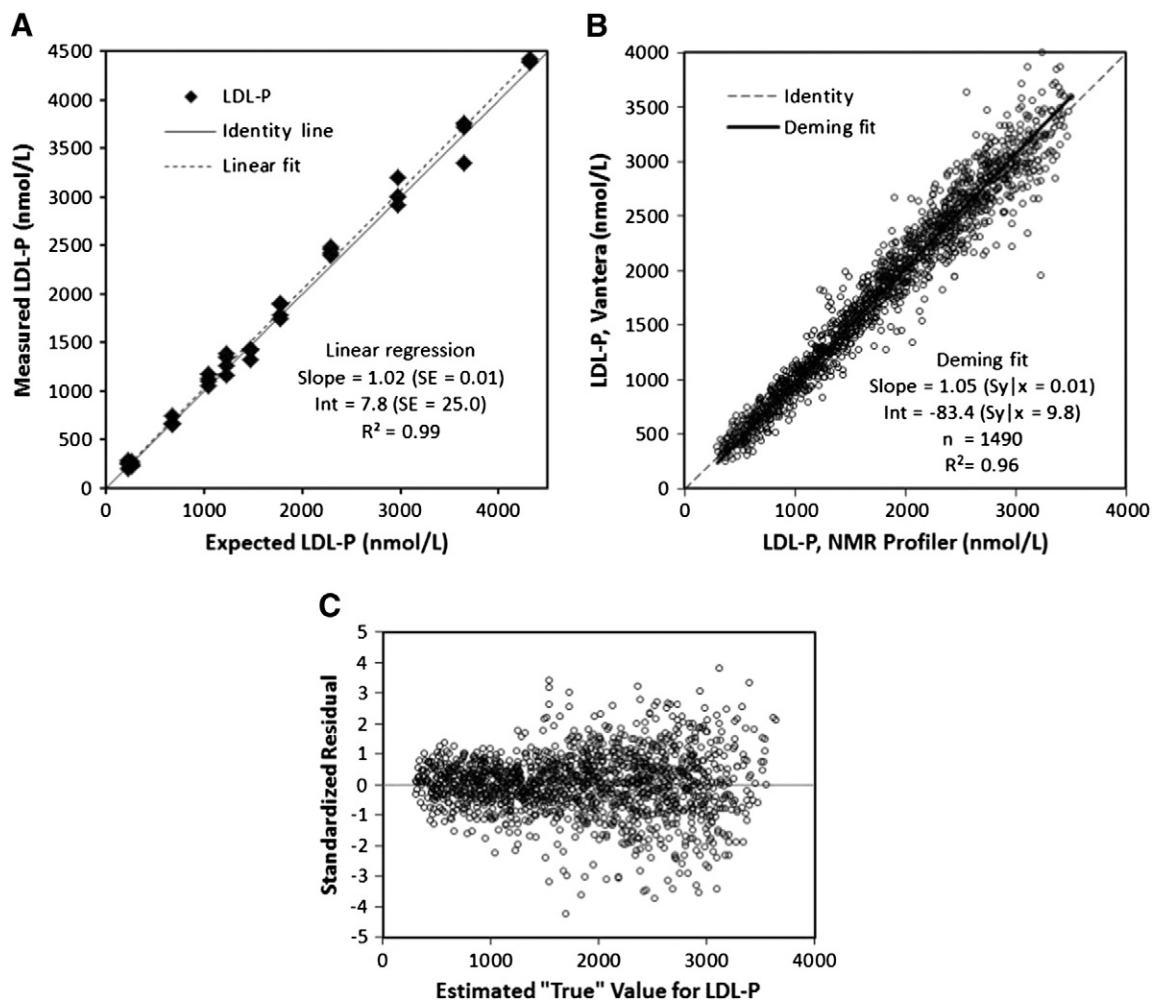 A
4500
4000
3500
3000
2500
2000
1500
1000
500
0
Measured LDL-P (nmol/L)
LDL-P
Identity line
Linear fit
Linear regression
Slope = 1.02 (SE = 0.01)
Int = 7.8 (SE = 25.0)
R² = 0.99
0 1000 2000 3000 4000
Expected LDL-P (nmol/L)
B
4000
3500
3000
2500
2000
1500
1000
500
0
LDL-P, Vantera (nmol/L)
Identity
Deming fit
Deming fit
Slope = 1.05 (Sy|x = 0.01)
Int = -83.4 (Sy|x = 9.8)
n = 1490
R²= 0.96
0 1000 2000 3000 4000
LDL-P, NMR Profiler (nmol/L)
C
5
4
3
2
1
0
-1
-2
-3
-4
-5
Standardized Residual
0 1000 2000 3000 4000
Estimated "True" Value for LDL-P